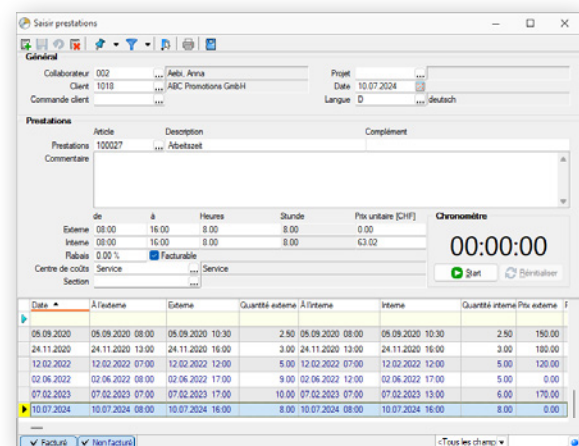 Saisir prestations
Général
Collaborateur 002 ... Aebi, Anna Projet ...
Client 1018 ... ABC Promotions GmbH Date 10.07.2024
Commande client ... Langue D ... deutsch
Prestations
Article Description Complément
Prestations 100027 ... Arbeitszeit
Commentaire
de à Heures Stunde Prix unitaire [CHF] Chronomètre
Externe 08:00 16:00 8.00 8.00 0.00
Interne 08:00 16:00 8.00 8.00 63.02 00:00:00
Rabais 0.00 % Facturable
Centre de coûts Service ... Service Start Réinitialiser
Section ...
Date À l'externe Externe Quantité externe À l'interne Interne Quantité interne Prix externe
05.09.2020 05.09.2020 08:00 05.09.2020 10:30 2.50 05.09.2020 08:00 05.09.2020 10:30 2.50 150.00
24.11.2020 24.11.2020 13:00 24.11.2020 16:00 3.00 24.11.2020 13:00 24.11.2020 16:00 3.00 180.00
12.02.2022 12.02.2022 07:00 12.02.2022 12:00 5.00 12.02.2022 07:00 12.02.2022 12:00 5.00 120.00
02.06.2022 02.06.2022 08:00 02.06.2022 17:00 9.00 02.06.2022 12:00 02.06.2022 17:00 5.00 0.00
07.02.2023 07.02.2023 07:00 07.02.2023 17:00 10.00 07.02.2023 07:00 07.02.2023 13:00 6.00 170.00
10.07.2024 10.07.2024 08:00 10.07.2024 16:00 8.00 10.07.2024 08:00 10.07.2024 16:00 8.00 0.00
Facturé Non facturé <Tous les champ